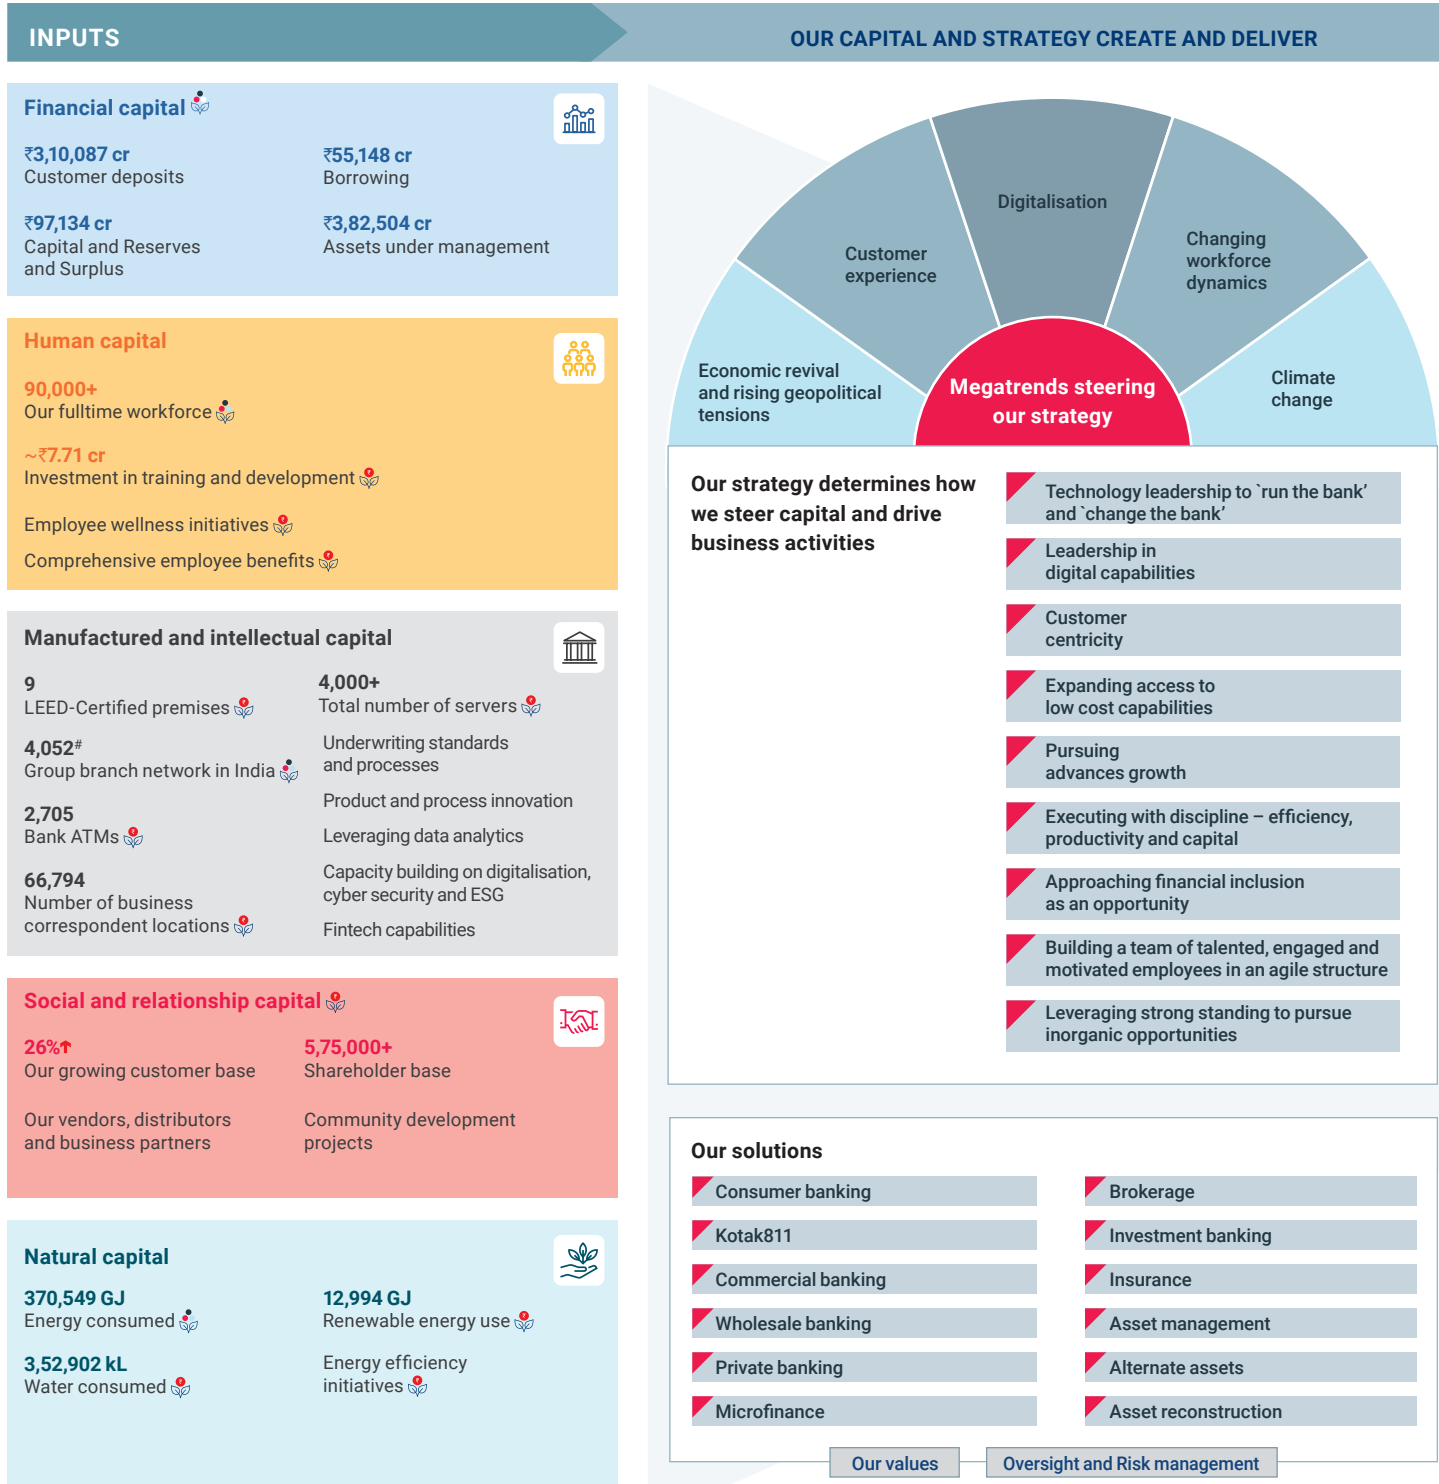 INPUTS
OUR CAPITAL AND STRATEGY CREATE AND DELIVER
Financial capital
₹3,10,087 cr
Customer deposits
₹55,148 cr
Borrowing
₹97,134 cr
Capital and Reserves
and Surplus
₹3,82,504 cr
Assets under management
Human capital
90,000+
Our fulltime workforce
~₹7.71 cr
Investment in training and development
Employee wellness initiatives
Comprehensive employee benefits
Manufactured and intellectual capital
9
LEED-Certified premises
4,052#
Group branch network in India
2,705
Bank ATMs
66,794
Number of business
correspondent locations
4,000+
Total number of servers
Underwriting standards
and processes
Product and process innovation
Leveraging data analytics
Capacity building on digitalisation,
cyber security and ESG
Fintech capabilities
Social and relationship capital
26%↑
Our growing customer base
5,75,000+
Shareholder base
Our vendors, distributors
and business partners
Community development
projects
Natural capital
370,549 GJ
Energy consumed
12,994 GJ
Renewable energy use
3,52,902 kL
Water consumed
Energy efficiency
initiatives
Economic revival
and rising geopolitical
tensions
Customer
experience
Digitalisation
Changing
workforce
dynamics
Climate
change
Megatrends steering
our strategy
Our strategy determines how
we steer capital and drive
business activities
Technology leadership to `run the bank’
and `change the bank’
Leadership in
digital capabilities
Customer
centricity
Expanding access to
low cost capabilities
Pursuing
advances growth
Executing with discipline – efficiency,
productivity and capital
Approaching financial inclusion
as an opportunity
Building a team of talented, engaged and
motivated employees in an agile structure
Leveraging strong standing to pursue
inorganic opportunities
Our solutions
Consumer banking
Kotak811
Commercial banking
Wholesale banking
Private banking
Microfinance
Brokerage
Investment banking
Insurance
Asset management
Alternate assets
Asset reconstruction
Our values
Oversight and Risk management